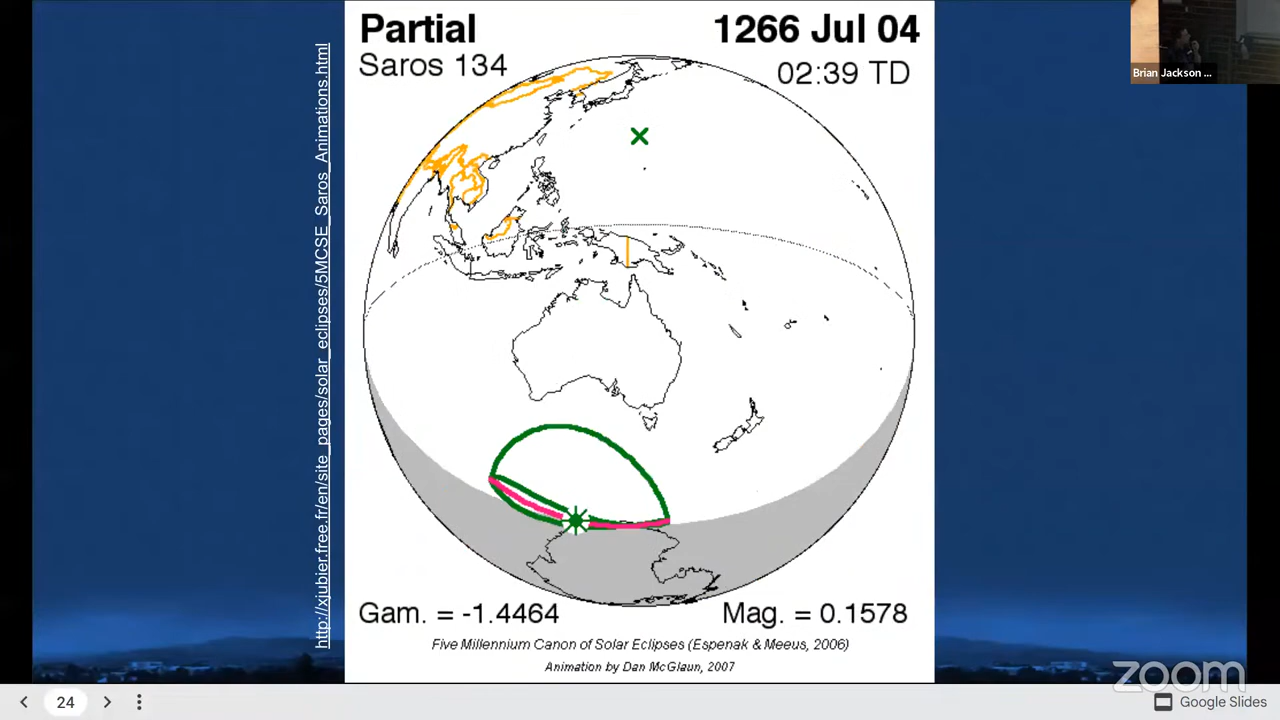 Partial
1266 Jul 04
Saros 134
02:39 TD
Brian Jackson ...
http://xjubier.free.fr/en/site_pages/solar_eclipses/5MCSE_Saros_Animations.html
Gam. = -1.4464
Mag. = 0.1578
Five Millennium Canon of Solar Eclipses (Espenak & Meeus, 2006)
Animation by Dan McGlaun, 2007
zoom
24
Google Slides